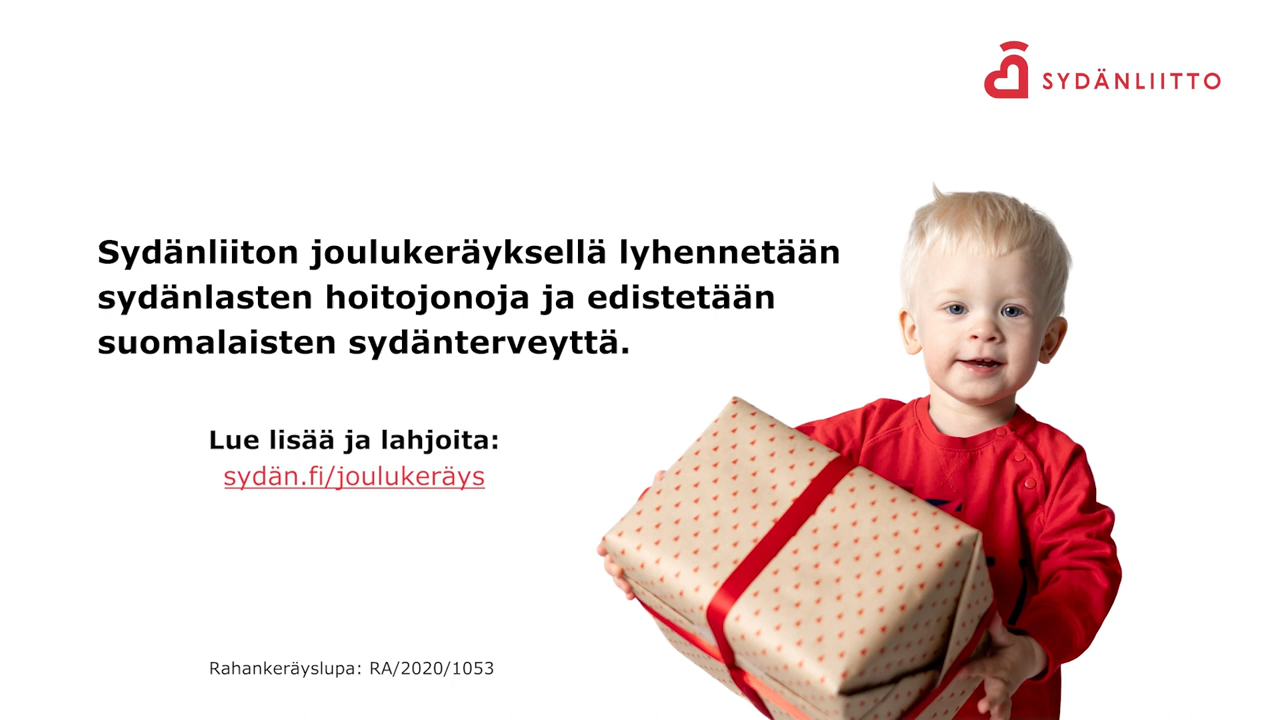 SYDÄNLIITTO
Sydänliiton joulukeräyksellä lyhennetään
sydänlasten hoitojonoja ja edistetään
suomalaisten sydänterveyttä.
Lue lisää ja lahjoita:
sydän.fi/joulukeräys
Rahankeräyslupa: RA/2020/1053